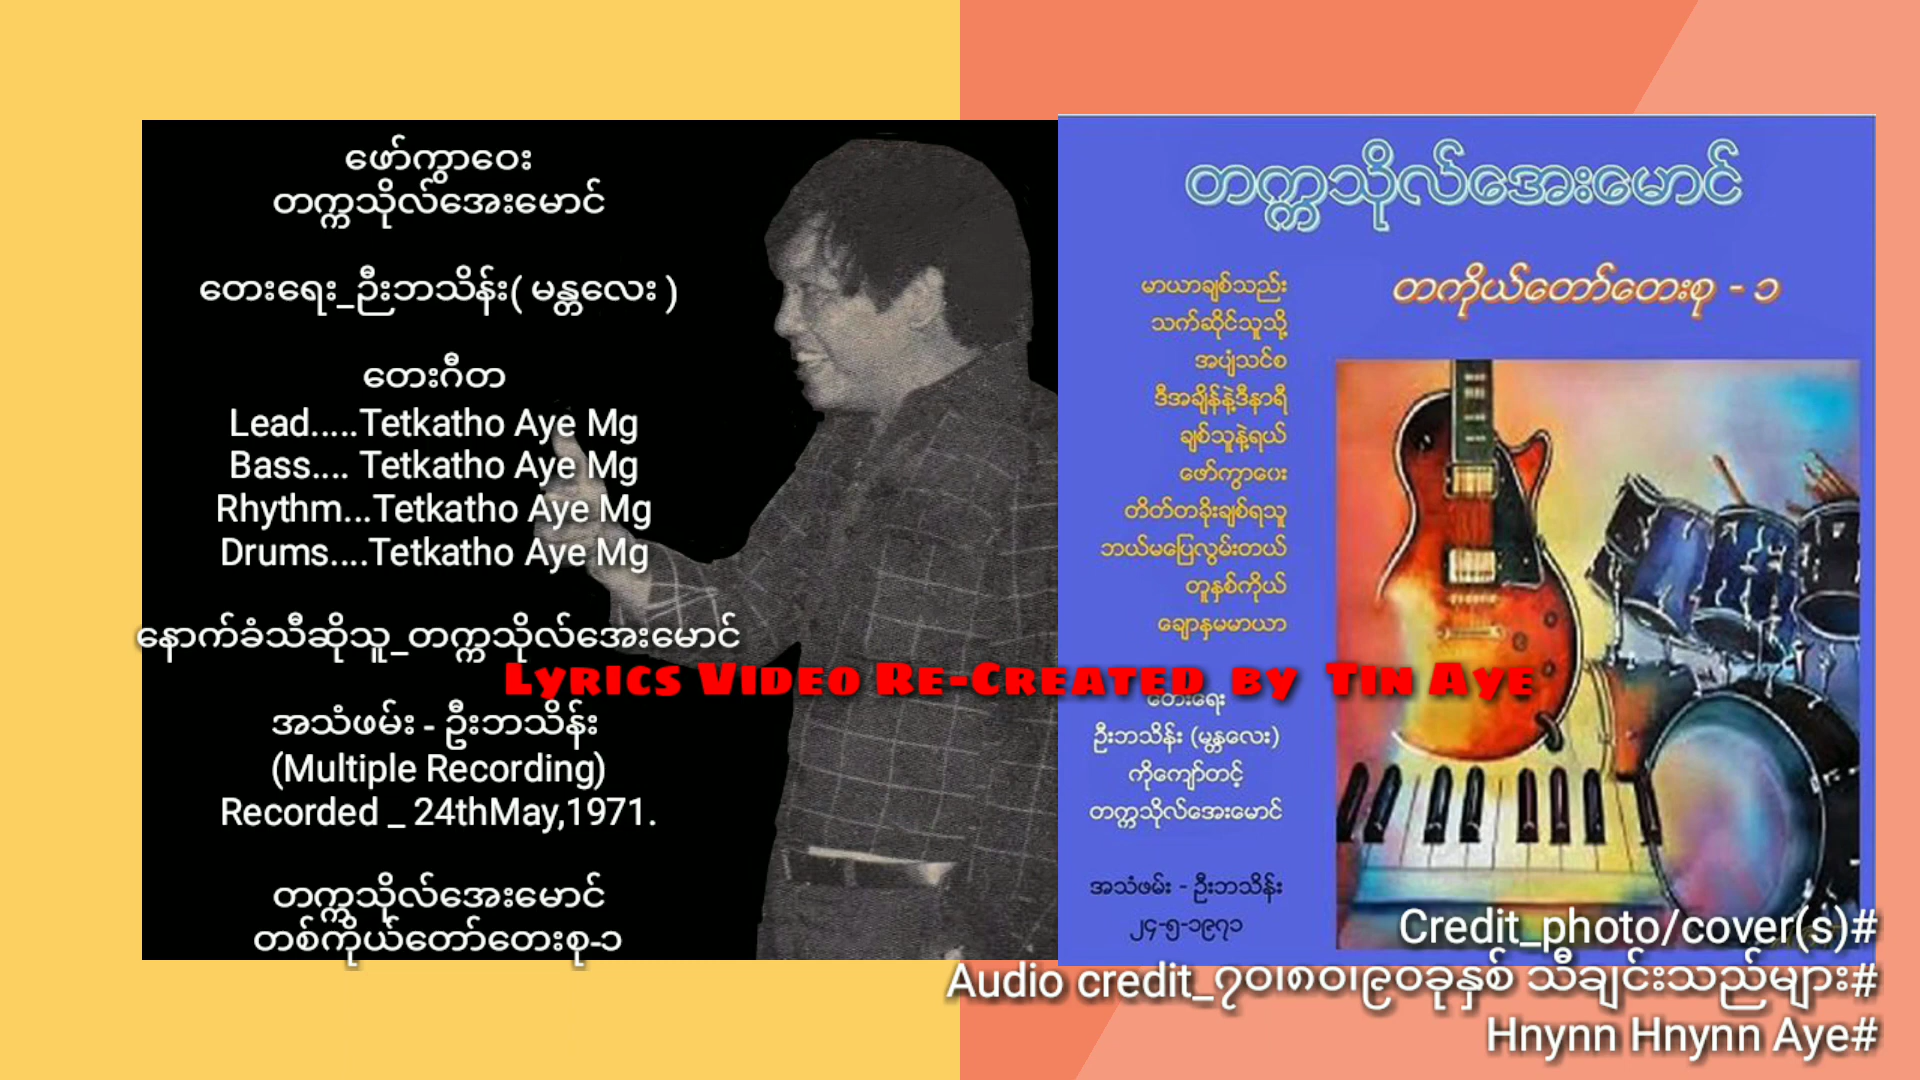 ဖော်ကွာဝေး
တက္ကသိုလ်အေးမောင်
တေးရေး_ဦးဘသိန်း( မန္တလေး )
တေးဂီတ
Lead.....Tetkatho Aye Mg
Bass.... Tetkatho Aye Mg
Rhythm...Tetkatho Aye Mg
Drums....Tetkatho Aye Mg
နောက်ခံသီဆိုသူ_တက္ကသိုလ်အေးမောင်
အသံဖမ်း - ဦးဘသိန်း
(Multiple Recording)
Recorded _ 24thMay,1971.
တက္ကသိုလ်အေးမောင်
တစ်ကိုယ်တော်တေးစု-၁
Lyrics Video Re-Created by Tin Aye
တက္ကသိုလ်အေးမောင်
တကိုယ်တော်တေးစု - ၁
မာယာချစ်သည်း
သက်ဆိုင်သူသို့
အပျံသင်စ
ဒီအချိန်နဲ့ဒီနာရီ
ချစ်သူနဲ့ရယ်
ဖော်ကွာပေး
တိတ်တခိုးချစ်ရသူ
ဘယ်မပြေလွမ်းတယ်
တူနှစ်ကိုယ်
ချောနုမမာယာ
တေးရေး
ဦးဘသိန်း (မန္တလေး)
ကိုကျော်တင့်
တက္ကသိုလ်အေးမောင်
အသံဖမ်း - ဦးဘသိန်း
၂၄-၅-၁၉၇၁
Credit_photo/cover(s)#
Audio credit_၇၀၊၈၀၊၉၀ခုနှစ် သီချင်းသည်များ#
Hnynn Hnynn Aye#